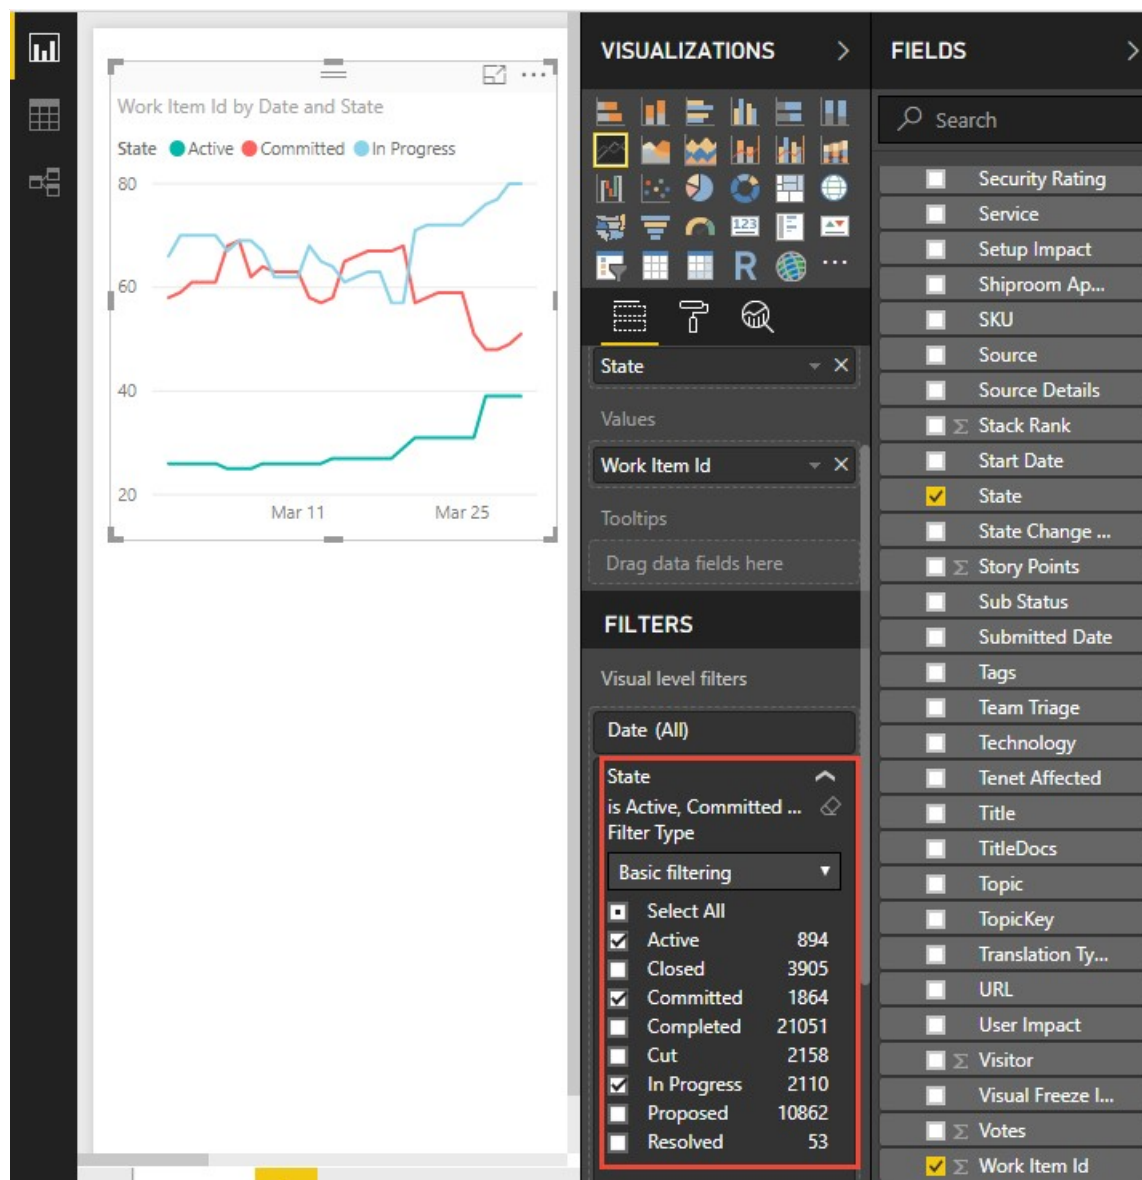 Work Item Id by Date and State
State Active Committed In Progress
80
60
40
20
Mar 11 Mar 25
VISUALIZATIONS
123
R
State
Values
Work Item Id
Tooltips
Drag data fields here
FILTERS
Visual level filters
Date (All)
State
is Active, Committed ...
Filter Type
Basic filtering
Select All
Active 894
Closed 3905
Committed 1864
Completed 21051
Cut 2158
In Progress 2110
Proposed 10862
Resolved 53
FIELDS
Search
Security Rating
Service
Setup Impact
Shiproom Ap...
SKU
Source
Source Details
Σ Stack Rank
Start Date
State
State Change ...
Σ Story Points
Sub Status
Submitted Date
Tags
Team Triage
Technology
Tenet Affected
Title
TitleDocs
Topic
TopicKey
Translation Ty...
URL
User Impact
Σ Visitor
Visual Freeze I...
Σ Votes
Σ Work Item Id